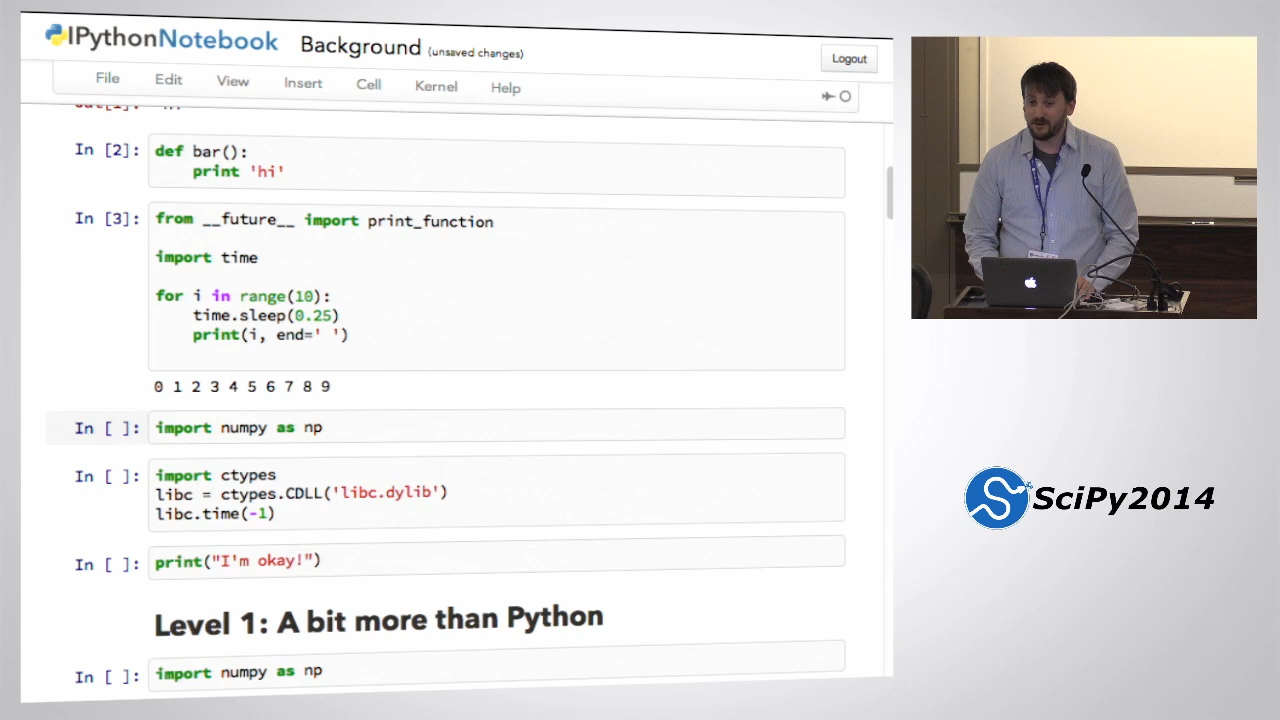 IPythonNotebook Background (unsaved changes)
Logout
File Edit View Insert Cell Kernel Help
In [2]: def bar():
print 'hi'
In [3]: from __future__ import print_function
import time
for i in range(10):
time.sleep(0.25)
print(i, end=' ')
0 1 2 3 4 5 6 7 8 9
In [ ]: import numpy as np
In [ ]: import ctypes
libc = ctypes.CDLL('libc.dylib')
libc.time(-1)
In [ ]: print("I'm okay!")
Level 1: A bit more than Python
In [ ]: import numpy as np
SciPy2014